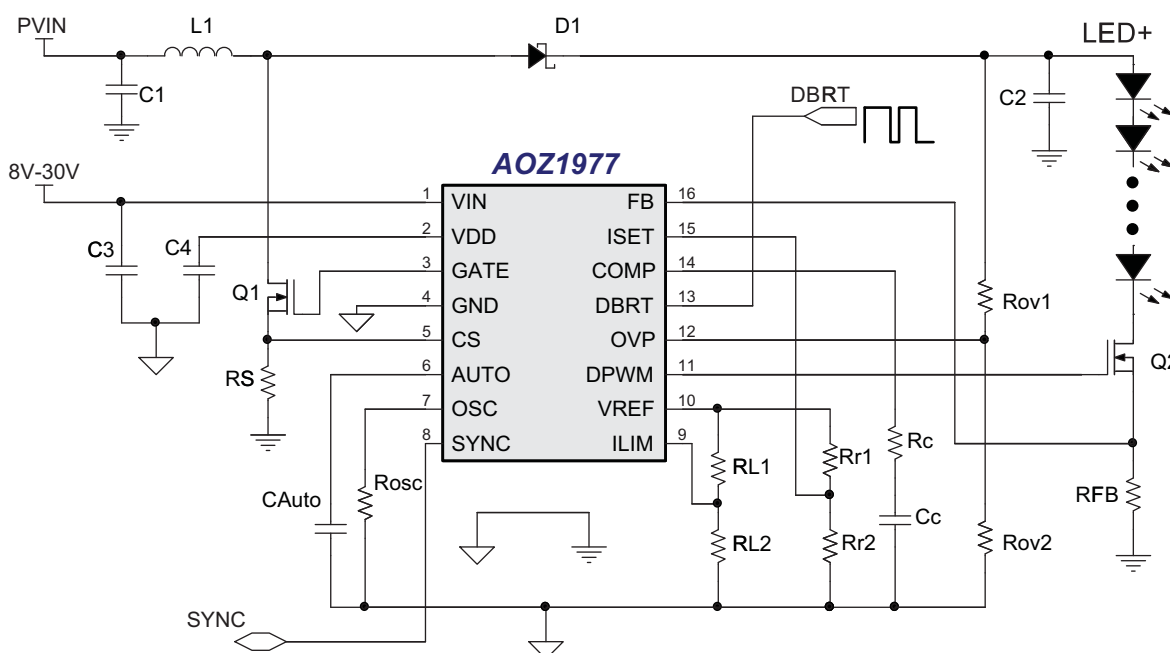 PVIN
L1
D1
LED+
C1
C2
DBRT
8V-30V
AOZ1977
1 VIN FB 16
2 VDD ISET 15
3 GATE COMP 14
4 GND DBRT 13
5 CS OVP 12
6 AUTO DPWM 11
7 OSC VREF 10
8 SYNC ILIM 9
C3
C4
Q1
RS
Rov1
Q2
CAuto
Rosc
RL1
Rr1
Rc
RFB
RL2
Rr2
Cc
Rov2
SYNC